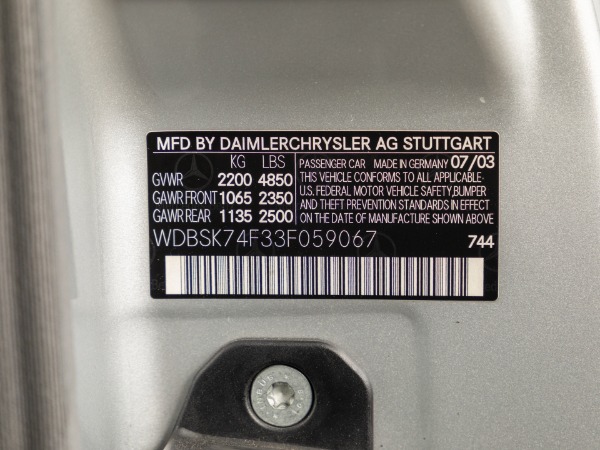 MFD BY DAIMLERCHRYSLER AG STUTTGART
KG LBS
GVWR 2200 4850
GAWR FRONT 1065 2350
GAWR REAR 1135 2500
PASSENGER CAR MADE IN GERMANY 07/03
THIS VEHICLE CONFORMS TO ALL APPLICABLE
U.S. FEDERAL MOTOR VEHICLE SAFETY, BUMPER
AND THEFT PREVENTION STANDARDS IN EFFECT
ON THE DATE OF MANUFACTURE SHOWN ABOVE
WDBSK74F33F059067 744